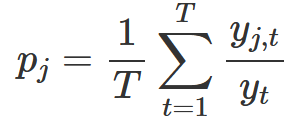 p_j = \frac{1}{T} \sum_{t=1}^{T} \frac{y_{j,t}}{y_t}